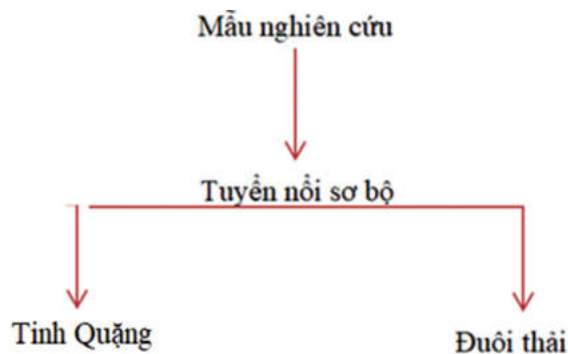 Mẫu nghiên cứu
Tuyển nổi sơ bộ
Tinh Quặng
Đuôi thải